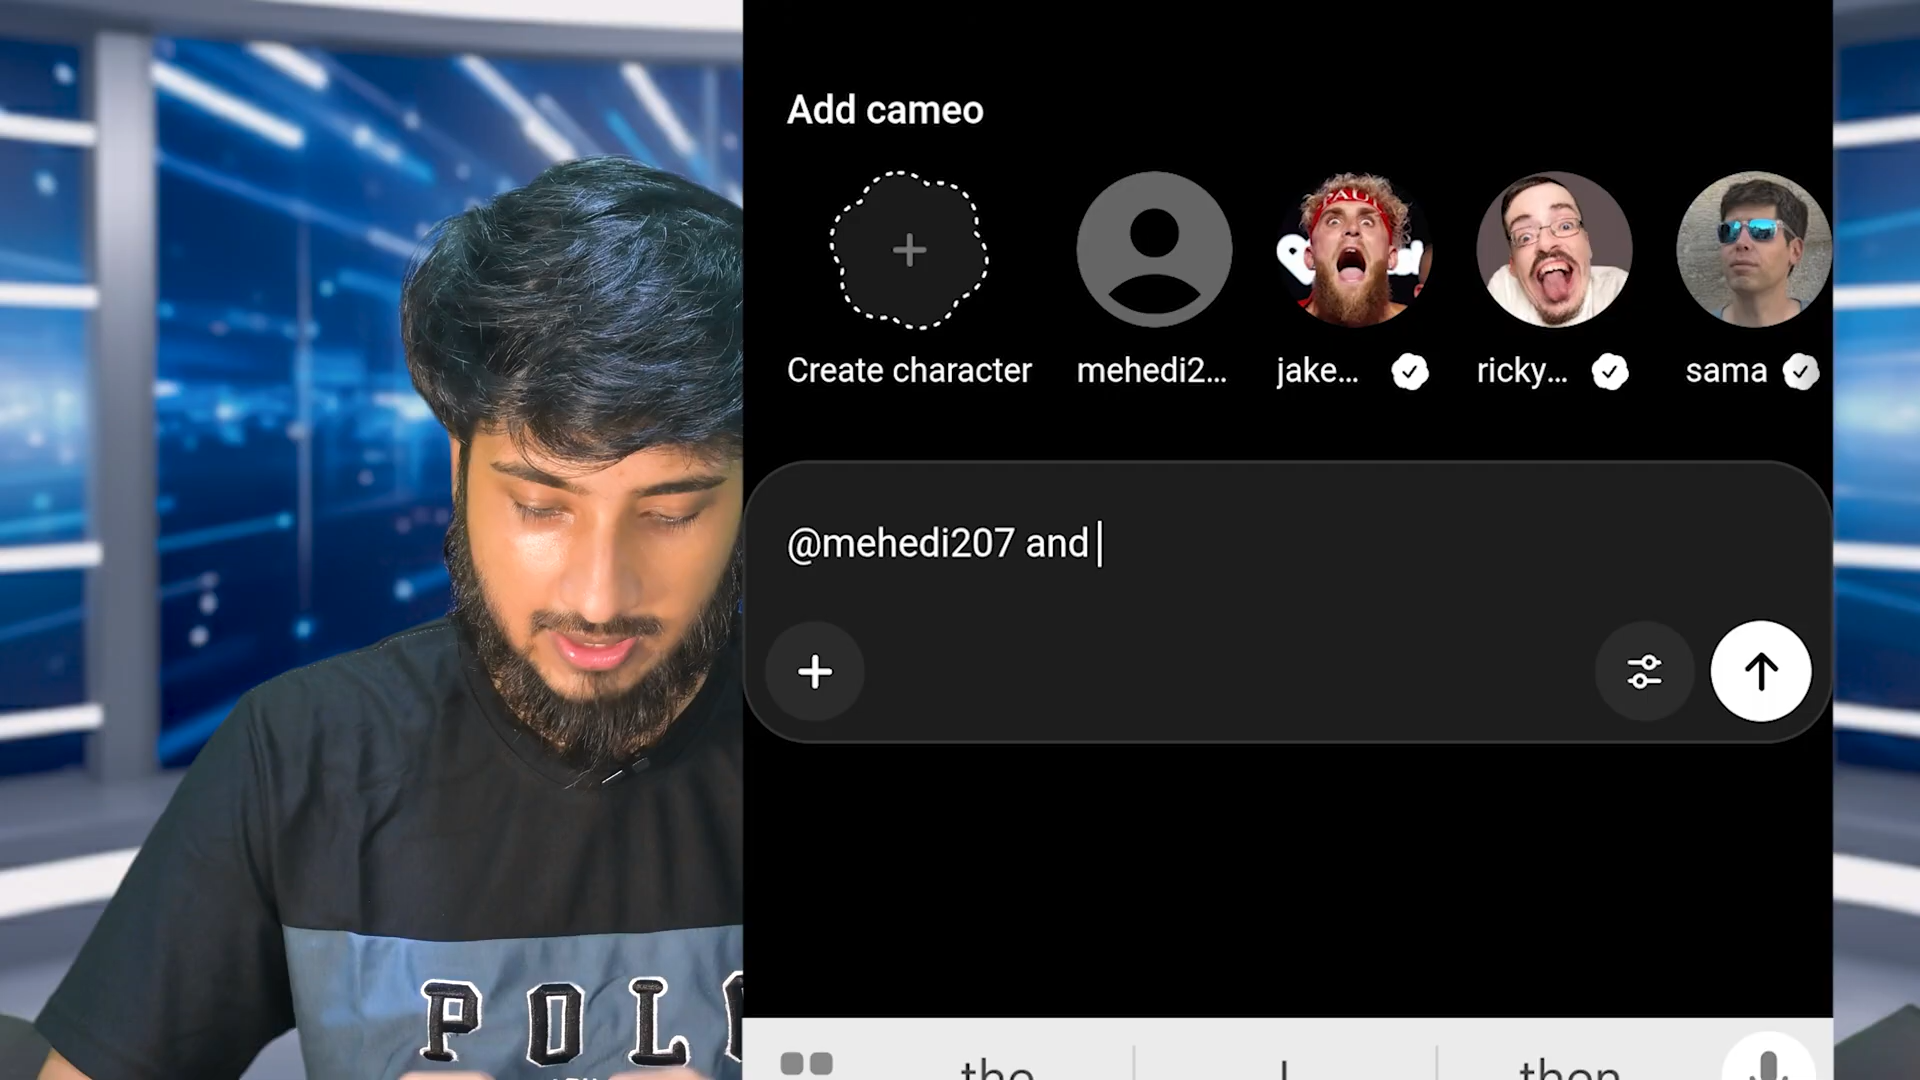 Add cameo
Create character
mehedi2...
jake...
ricky...
sama
@mehedi207 and
POL
the
I
then